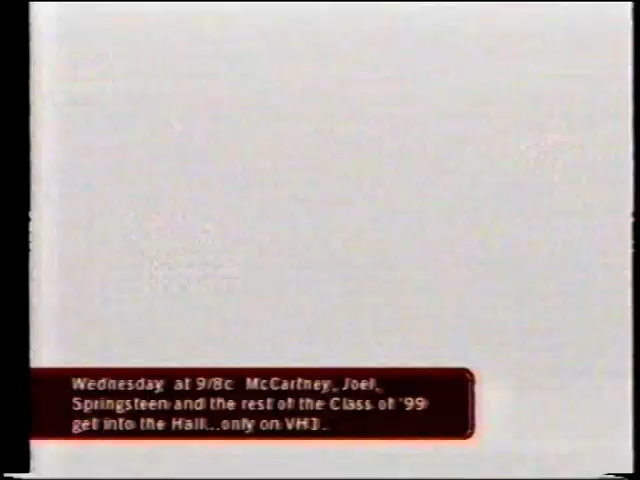 Wednesday at 9/8c McCartney, Joel,
Springsteen and the rest of the Class of '99
get into the Hall...only on VH1.